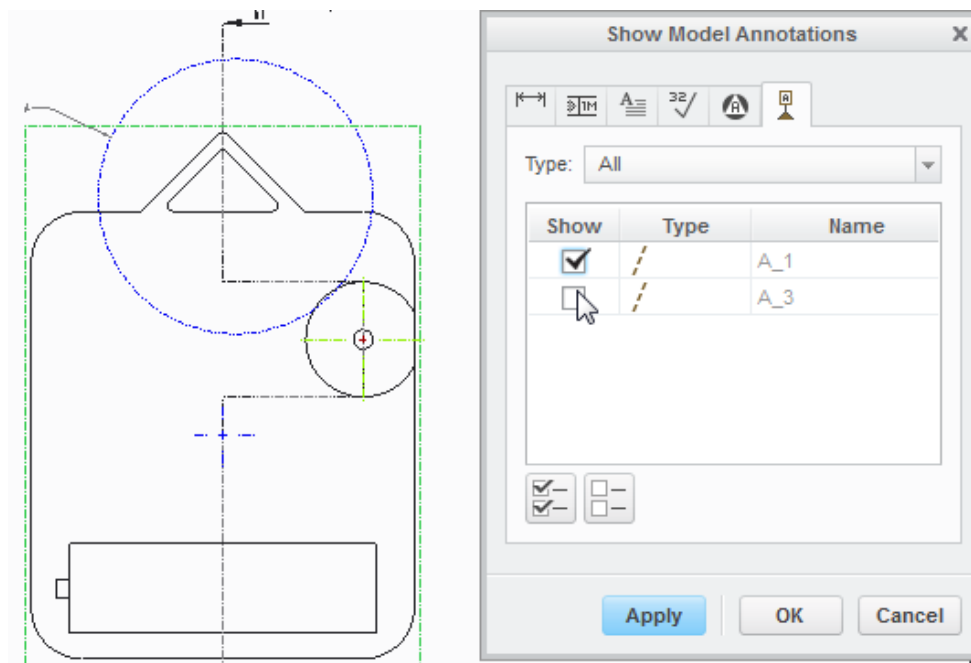 Show Model Annotations
Type: All
Show Type Name
A_1
A_3
Apply OK Cancel